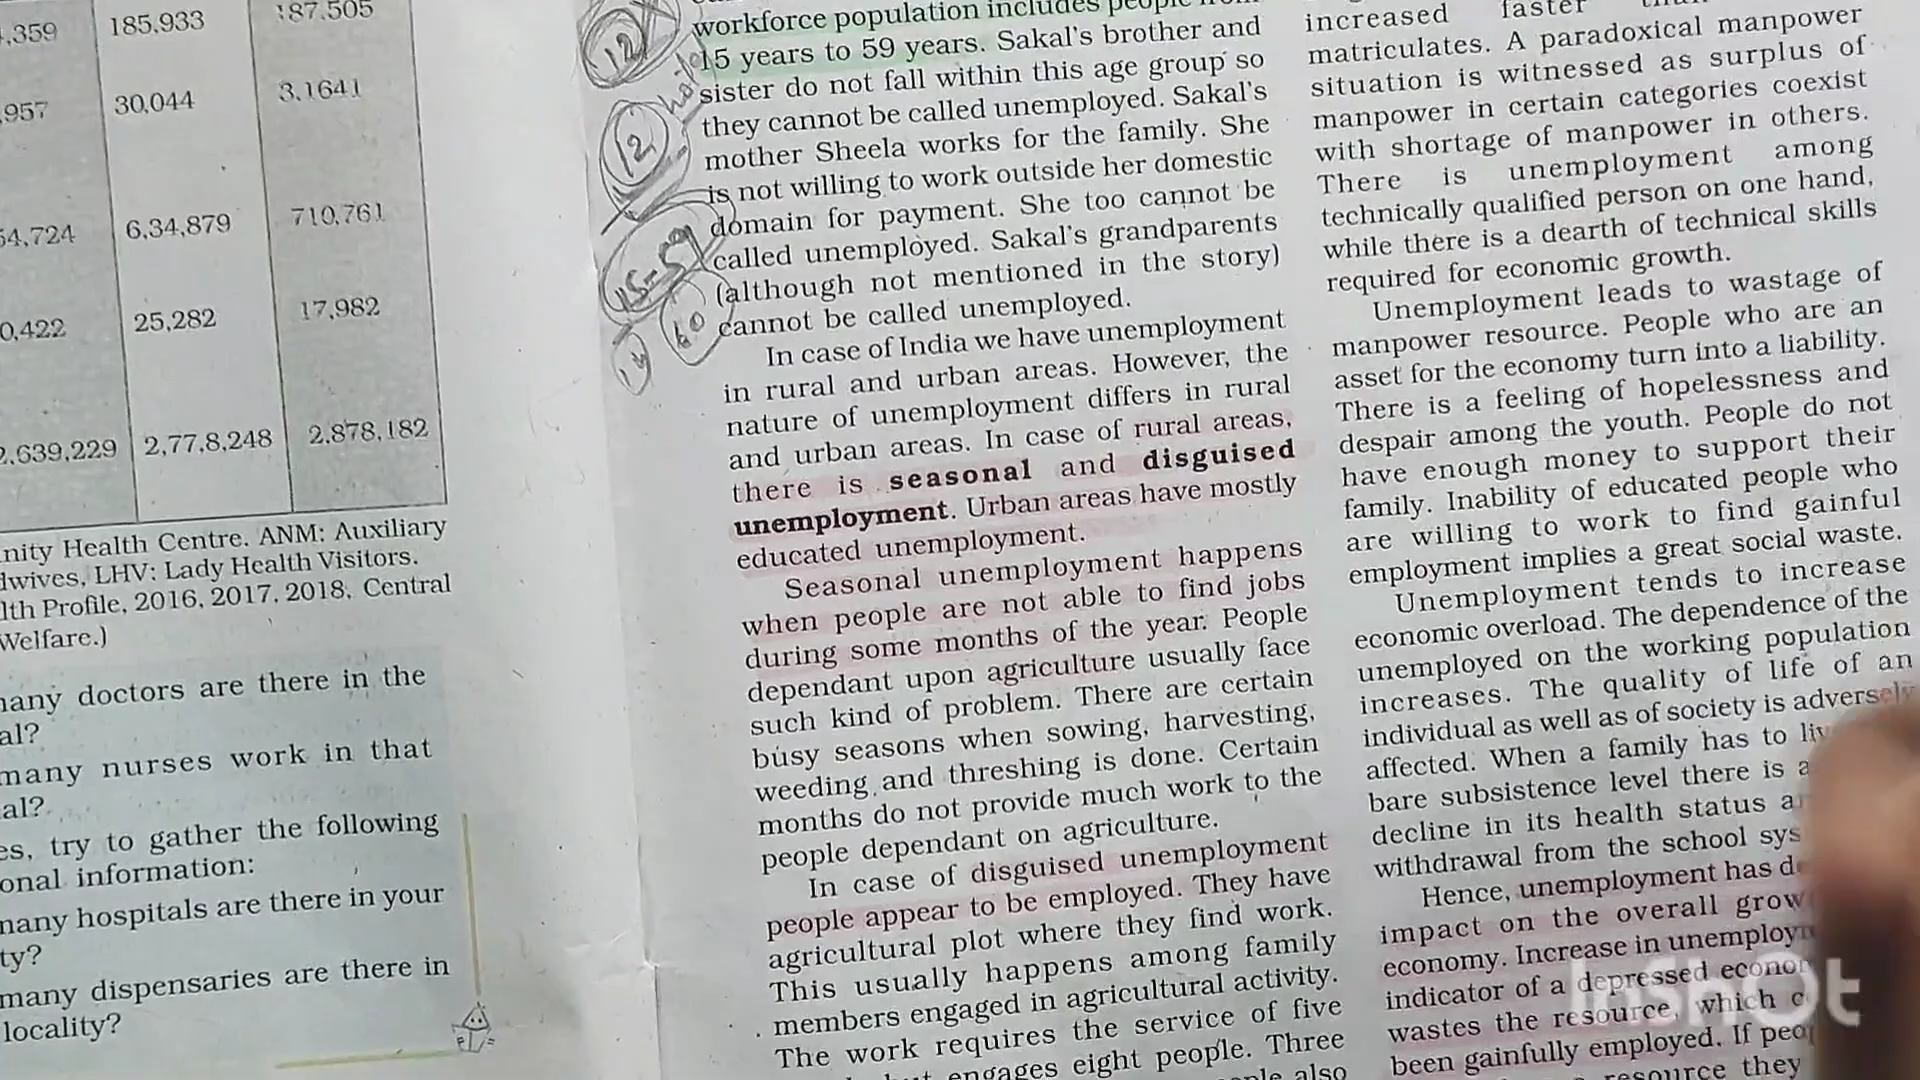 ,359 185,933 187,505
,957 30,044 3,1641
54,724 6,34,879 710,761
0,422 25,282 17,982
2,639,229 2,77,8,248 2,878,182
nity Health Centre. ANM: Auxiliary
dwives, LHV: Lady Health Visitors.
lth Profile, 2016, 2017, 2018, Central
Welfare.)
many doctors are there in the
al?
many nurses work in that
al?
es, try to gather the following
onal information:
many hospitals are there in your
ty?
many dispensaries are there in
locality?
12
12
15-59
60
14
workforce population includes people from
15 years to 59 years. Sakal's brother and
sister do not fall within this age group so
they cannot be called unemployed. Sakal's
mother Sheela works for the family. She
is not willing to work outside her domestic
domain for payment. She too cannot be
called unemployed. Sakal's grandparents
(although not mentioned in the story)
cannot be called unemployed.
In case of India we have unemployment
in rural and urban areas. However, the
nature of unemployment differs in rural
and urban areas. In case of rural areas,
there is seasonal and disguised
unemployment. Urban areas have mostly
educated unemployment.
Seasonal unemployment happens
when people are not able to find jobs
during some months of the year. People
dependant upon agriculture usually face
such kind of problem. There are certain
busy seasons when sowing, harvesting,
weeding and threshing is done. Certain
months do not provide much work to the
people dependant on agriculture.
In case of disguised unemployment
people appear to be employed. They have
agricultural plot where they find work.
This usually happens among family
members engaged in agricultural activity.
The work requires the service of five
engages eight people. Three
also
increased faster
matriculates. A paradoxical manpower
situation is witnessed as surplus of
manpower in certain categories coexist
with shortage of manpower in others.
There is unemployment among
technically qualified person on one hand,
while there is a dearth of technical skills
required for economic growth.
Unemployment leads to wastage of
manpower resource. People who are an
asset for the economy turn into a liability.
There is a feeling of hopelessness and
despair among the youth. People do not
have enough money to support their
family. Inability of educated people who
are willing to work to find gainful
employment implies a great social waste.
Unemployment tends to increase
economic overload. The dependence of the
unemployed on the working population
increases. The quality of life of an
individual as well as of society is adversely
affected. When a family has to li
bare subsistence level there is a
decline in its health status a
withdrawal from the school sys
Hence, unemployment has d
impact on the overall grow
economy. Increase in unemploy
indicator of a depressed econo
wastes the resource, which c
been gainfully employed. If peo
resource they
InShOt